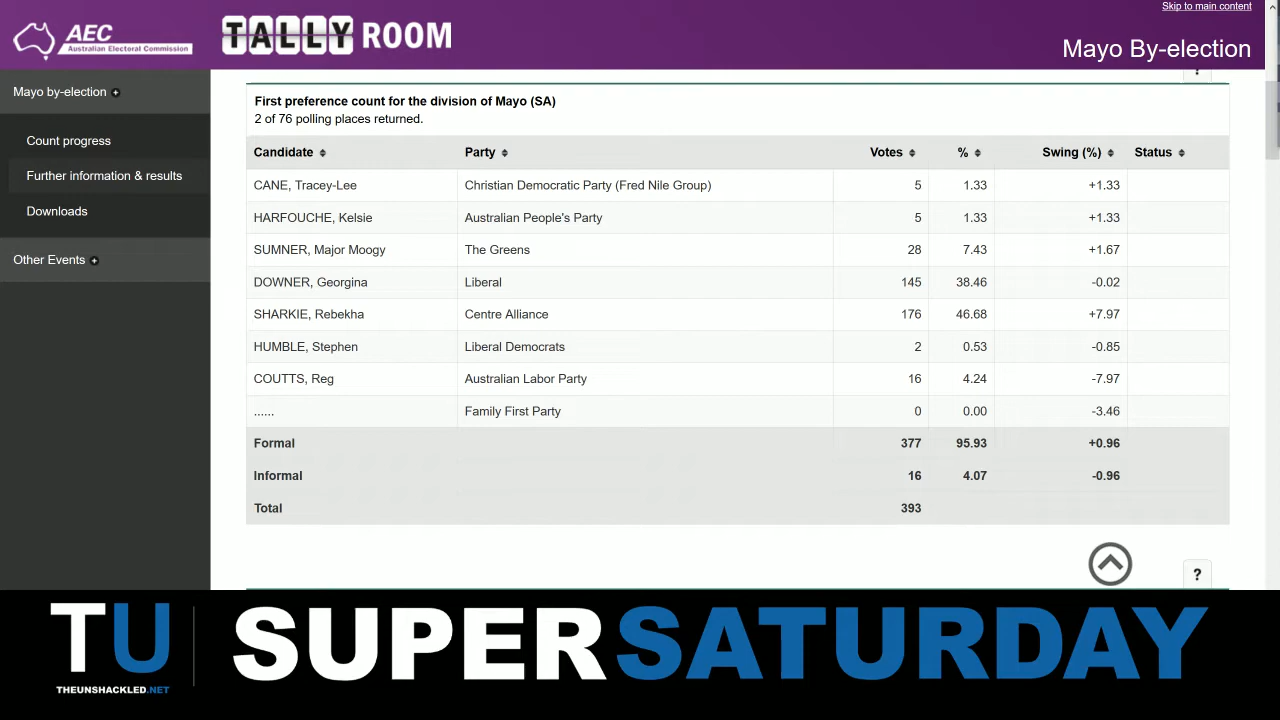 Skip to main content
AEC
Australian Electoral Commission
TALLY ROOM
Mayo By-election
Mayo by-election
Count progress
Further information & results
Downloads
Other Events
?
First preference count for the division of Mayo (SA)
2 of 76 polling places returned.
Candidate Party Votes % Swing (%) Status
CANE, Tracey-Lee Christian Democratic Party (Fred Nile Group) 5 1.33 +1.33
HARFOUCHE, Kelsie Australian People's Party 5 1.33 +1.33
SUMNER, Major Moogy The Greens 28 7.43 +1.67
DOWNER, Georgina Liberal 145 38.46 -0.02
SHARKIE, Rebekha Centre Alliance 176 46.68 +7.97
HUMBLE, Stephen Liberal Democrats 2 0.53 -0.85
COUTTS, Reg Australian Labor Party 16 4.24 -7.97
...... Family First Party 0 0.00 -3.46
Formal 377 95.93 +0.96
Informal 16 4.07 -0.96
Total 393
?
TU
THEUNSHACKLED.NET
SUPERSATURDAY